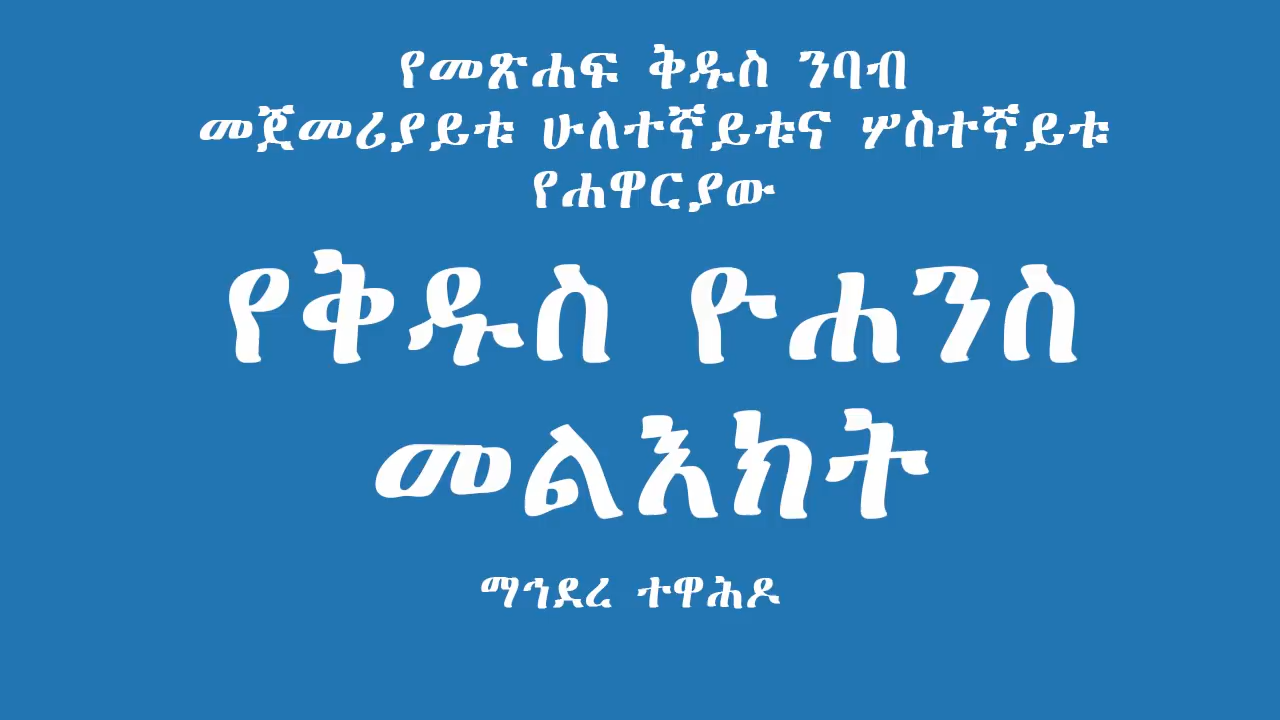 የመጽሐፍ ቅዱስ ንባብ
መጀመሪያይቱ ሁለተኛይቱና ሦስተኛይቱ
የሐዋርያው
የቅዱስ ዮሐንስ
መልእክት
ማኅደረ ተዋሕዶ